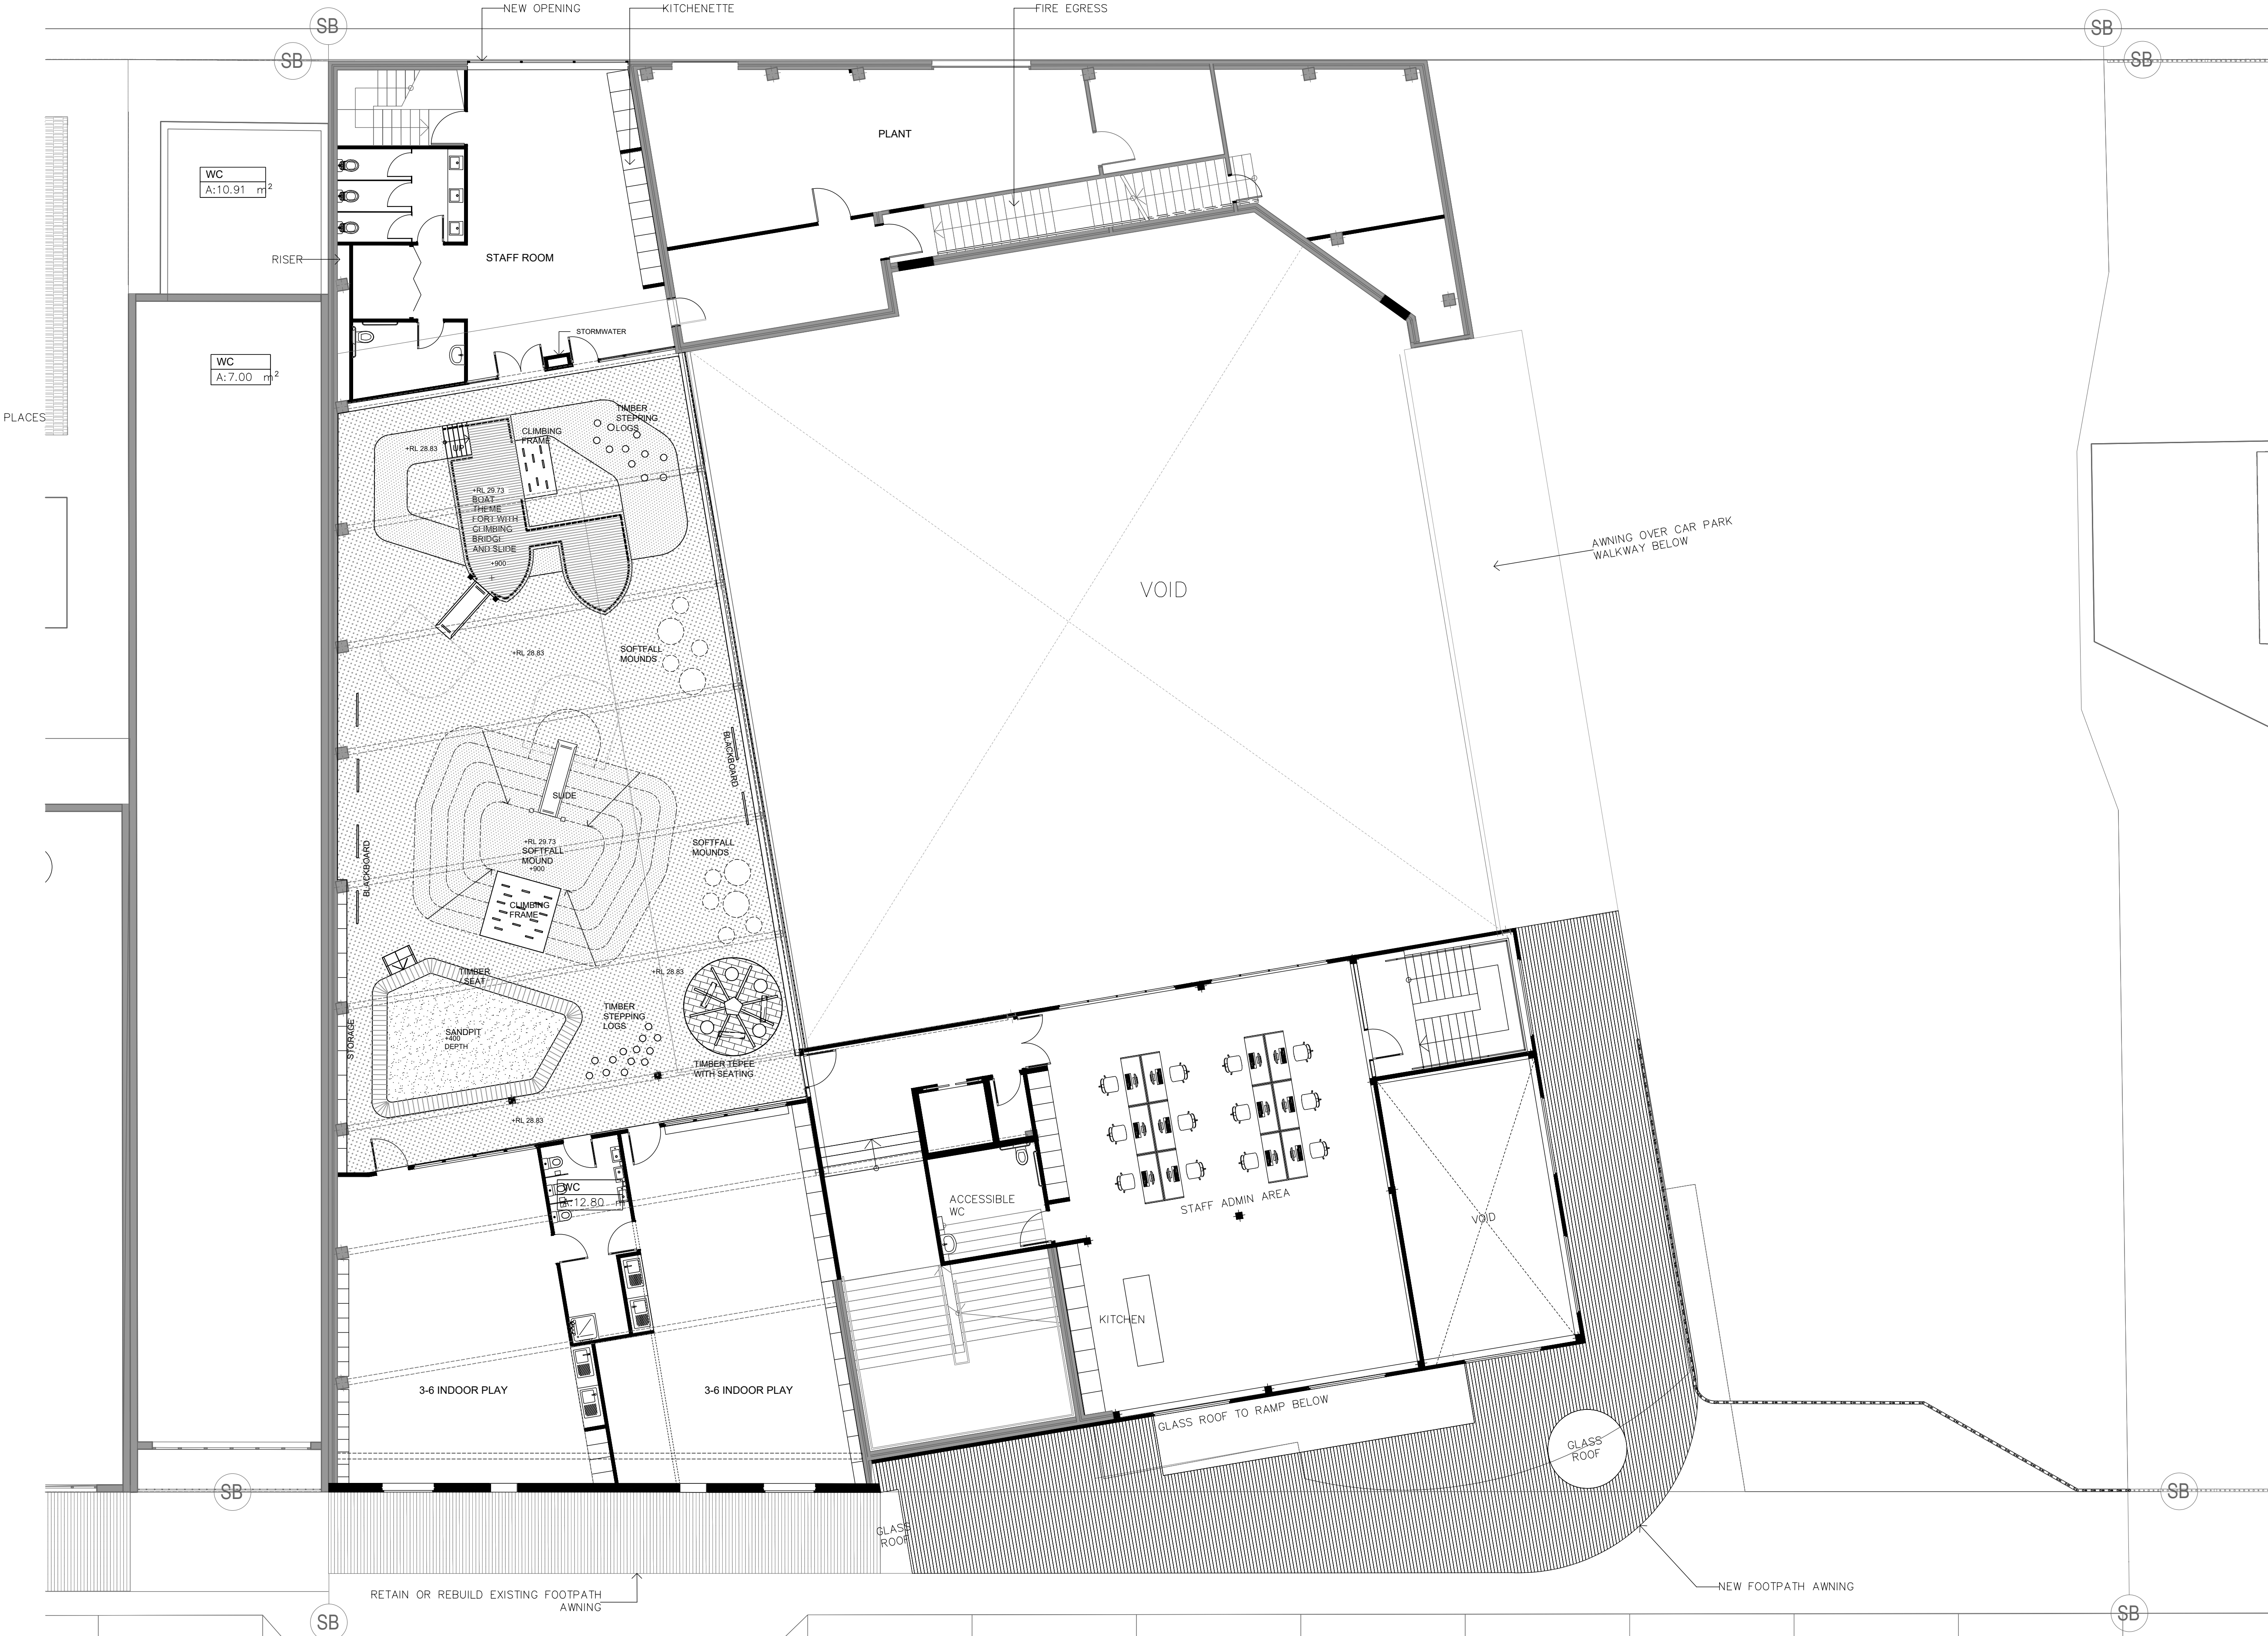 NEW OPENING
KITCHENETTE
FIRE EGRESS
SB
SB
SB
SB
PLANT
WC
A:10.91 m²
RISER
STAFF ROOM
STORMWATER
WC
A:7.00 m²
PLACES
TIMBER
STEPPING
LOGS
CLIMBING
FRAME
+RL 28.83
UP
+RL 29.73
BOAT
THEME
FORT WITH
CLIMBING
BRIDGE
AND SLIDE
+900
AWNING OVER CAR PARK
WALKWAY BELOW
VOID
+RL 28.83
SOFTFALL
MOUNDS
BLACKBOARD
SLIDE
+RL 29.73
SOFTFALL
MOUND
+900
SOFTFALL
MOUNDS
BLACKBOARD
CLIMBING
FRAME
TIMBER
SEAT
+RL 28.83
TIMBER
STEPPING
LOGS
SANDPIT
+400
DEPTH
STORAGE
TIMBER TEPEE
WITH SEATING
+RL 28.83
WC
A:12.80 m
ACCESSIBLE
WC
STAFF ADMIN AREA
VOID
KITCHEN
3-6 INDOOR PLAY
3-6 INDOOR PLAY
GLASS ROOF TO RAMP BELOW
GLASS
ROOF
SB
SB
GLASS
ROOF
RETAIN OR REBUILD EXISTING FOOTPATH
AWNING
NEW FOOTPATH AWNING
SB
SB